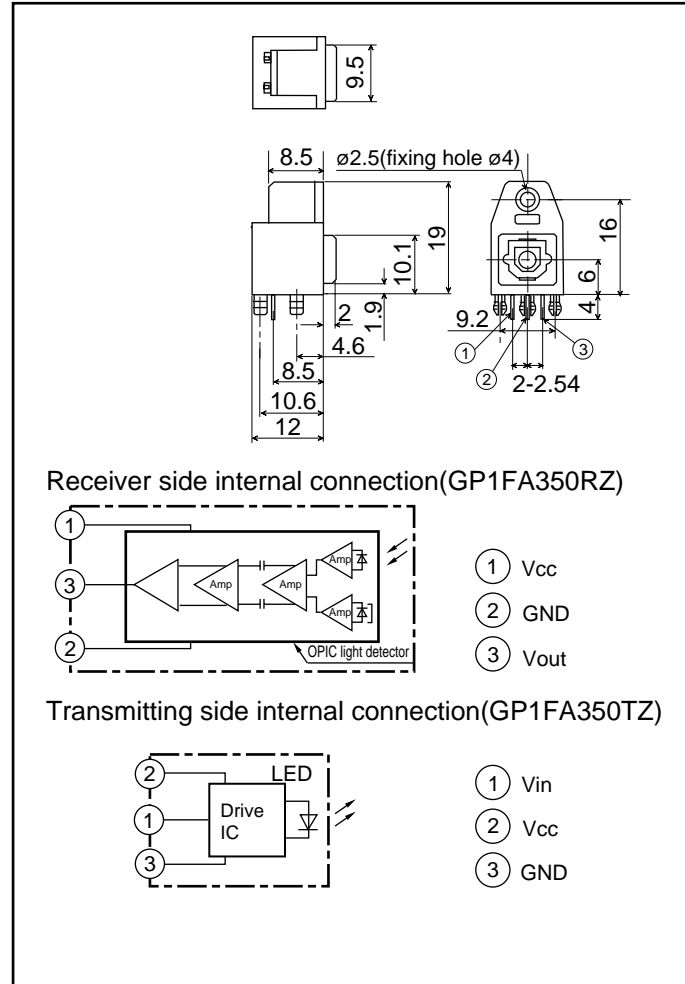 9.5
8.5
ø2.5(fixing hole ø4)
19
10.1
16
6
4
2
1.9
4.6
8.5
10.6
12
9.2
1
2
3
2-2.54
Receiver side internal connection(GP1FA350RZ)
1
3
2
Amp
Amp
Amp
Amp
OPIC light detector
1 Vcc
2 GND
3 Vout
Transmitting side internal connection(GP1FA350TZ)
2
1
3
LED
Drive
IC
1 Vin
2 Vcc
3 GND